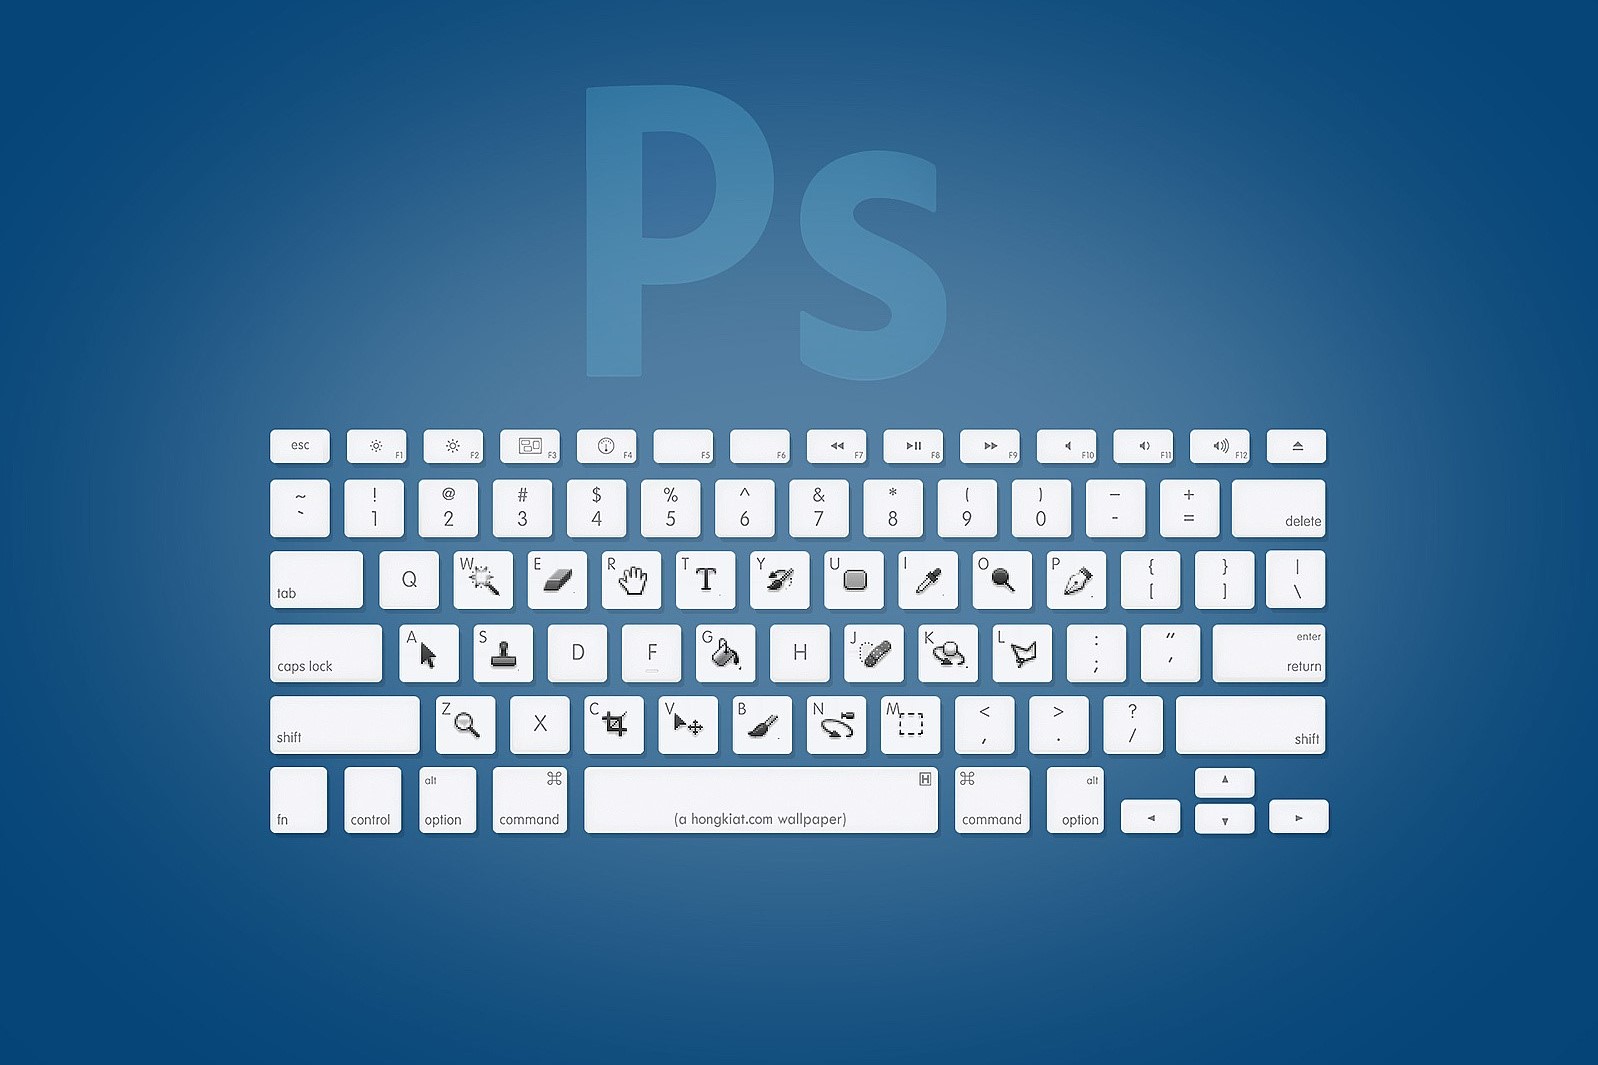 Ps
esc F1 F2 F3 F4 F5 F6 F7 F8 F9 F10 F11 F12
~ ! @ # $ % ^ & * ( ) – +
` 1 2 3 4 5 6 7 8 9 0 - = delete
tab Q W E R T Y U I O P { } |
[ ] \
caps lock A S D F G H J K L : “ enter
; ‘ return
shift Z X C V B N M < > ? shift
, . /
alt ⌘ H ⌘ alt
fn control option command (a hongkiat.com wallpaper) command option